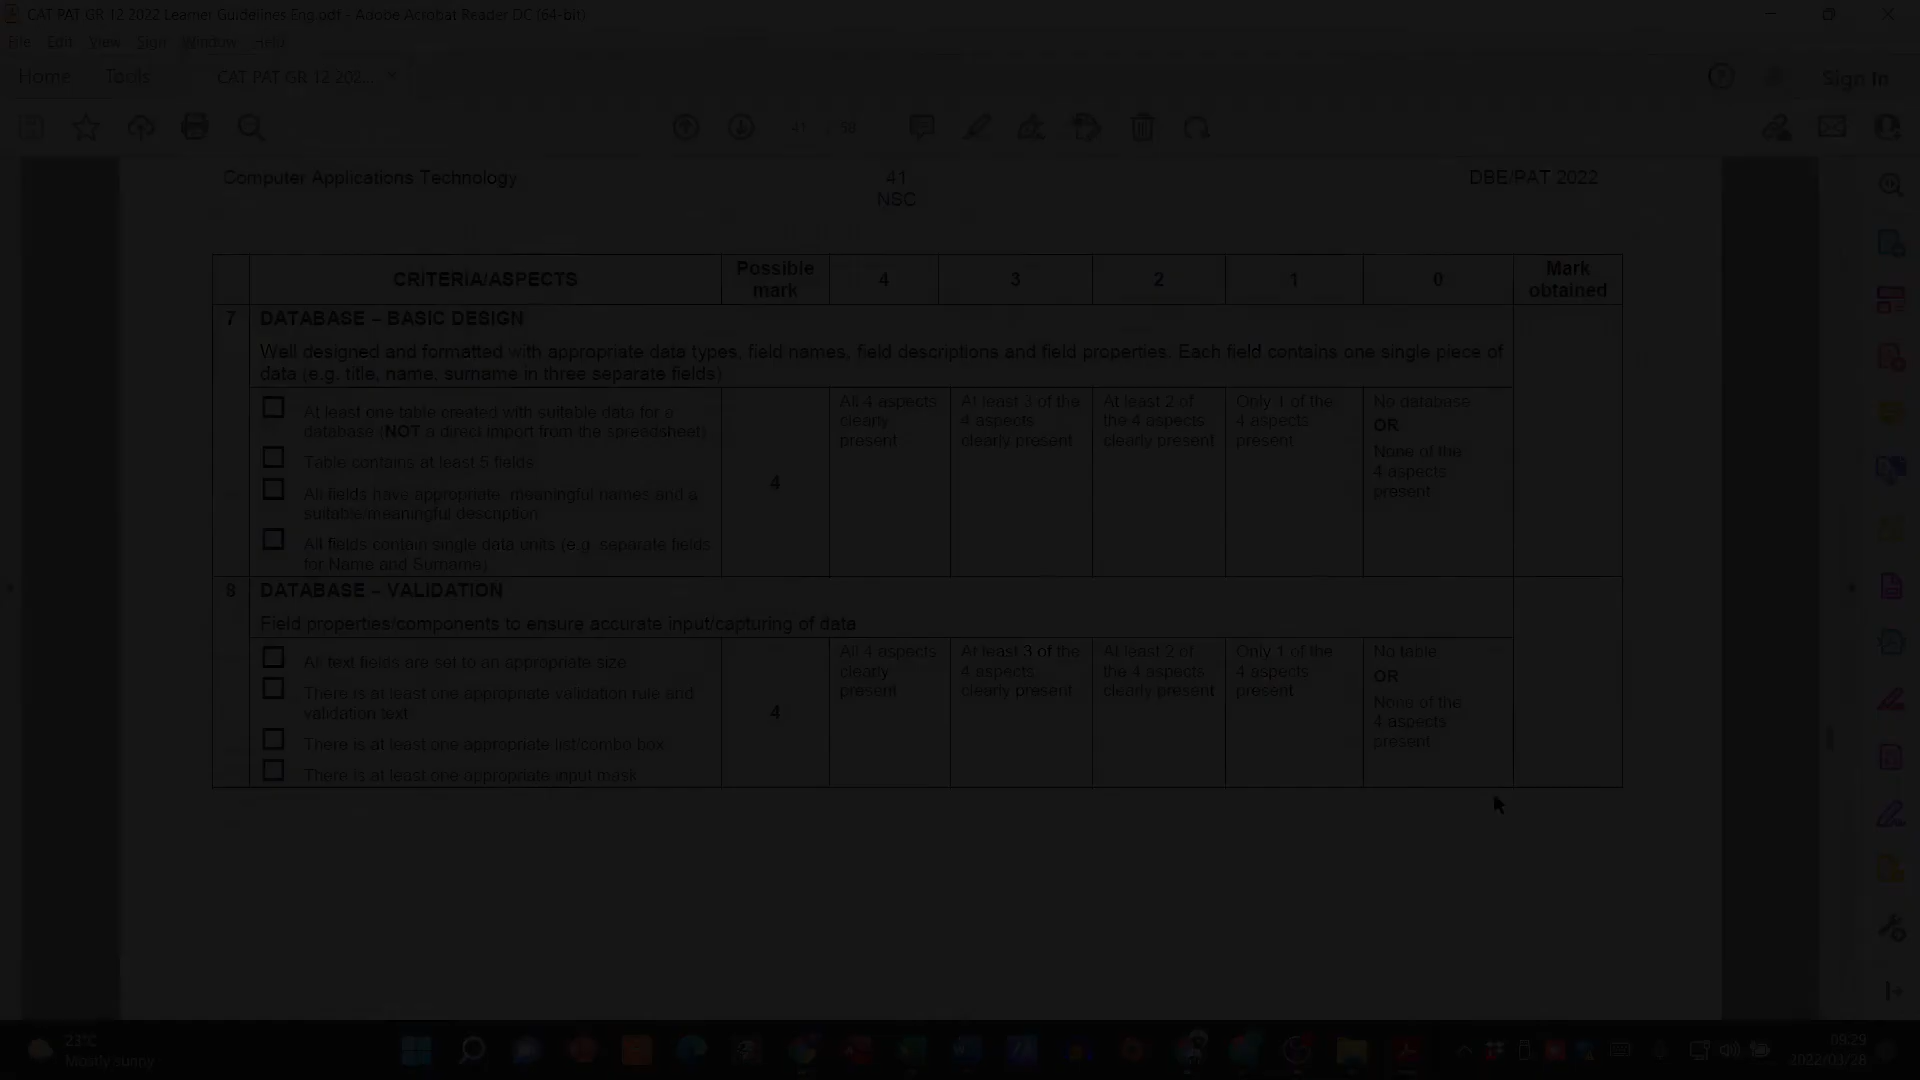 CAT PAT GR 12 2022 Learner Guidelines Eng.pdf - Adobe Acrobat Reader DC (64-bit)
File Edit View Sign Window Help
Home Tools CAT PAT GR 12 202...
Sign In
41 / 58
Computer Applications Technology 41 DBE/PAT 2022
NSC
CRITERIA/ASPECTS Possible mark 4 3 2 1 0 Mark obtained
7 DATABASE – BASIC DESIGN
Well designed and formatted with appropriate data types, field names, field descriptions and field properties. Each field contains one single piece of
data (e.g. title, name, surname in three separate fields)
At least one table created with suitable data for a
database (NOT a direct import from the spreadsheet)
Table contains at least 5 fields
All fields have appropriate, meaningful names and a
suitable/meaningful description
All fields contain single data units (e.g. separate fields
for Name and Surname)
4
All 4 aspects
clearly
present
At least 3 of the
4 aspects
clearly present
At least 2 of
the 4 aspects
clearly present
Only 1 of the
4 aspects
present
No database
OR
None of the
4 aspects
present
8 DATABASE – VALIDATION
Field properties/components to ensure accurate input/capturing of data
All text fields are set to an appropriate size
There is at least one appropriate validation rule and
validation text
There is at least one appropriate list/combo box
There is at least one appropriate input mask
4
All 4 aspects
clearly
present
At least 3 of the
4 aspects
clearly present
At least 2 of
the 4 aspects
clearly present
Only 1 of the
4 aspects
present
No table
OR
None of the
4 aspects
present
23°C
Mostly sunny
09:29
2022/03/28